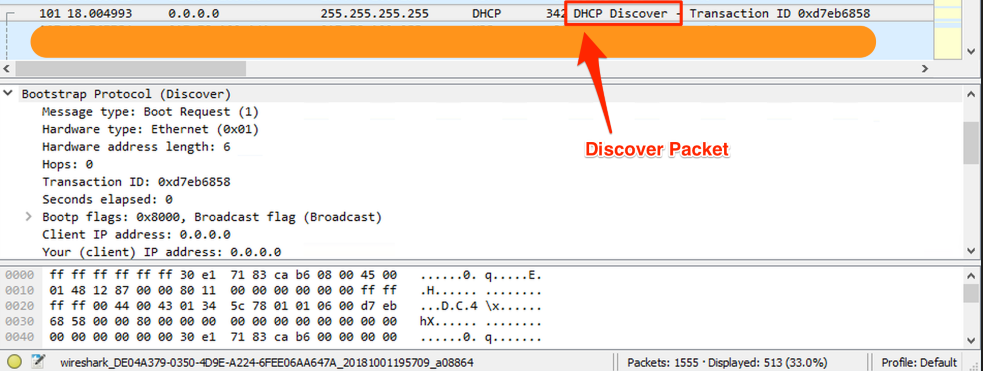 101 18.004993 0.0.0.0 255.255.255.255 DHCP 342 DHCP Discover - Transaction ID 0xd7eb6858
Bootstrap Protocol (Discover)
Message type: Boot Request (1)
Hardware type: Ethernet (0x01)
Hardware address length: 6
Hops: 0
Transaction ID: 0xd7eb6858
Seconds elapsed: 0
Bootp flags: 0x8000, Broadcast flag (Broadcast)
Client IP address: 0.0.0.0
Your (client) IP address: 0.0.0.0
Discover Packet
0000 ff ff ff ff ff ff 30 e1 71 83 ca b6 08 00 45 00 ......0. q.....E.
0010 01 48 12 87 00 00 80 11 00 00 00 00 00 00 ff ff .H...... ........
0020 ff ff 00 44 00 43 01 34 5c 78 01 01 06 00 d7 eb ...D.C.4 \x......
0030 68 58 00 00 80 00 00 00 00 00 00 00 00 00 00 00 hX...... ........
0040 00 00 00 00 00 00 30 e1 71 83 ca b6 00 00 00 00 ......0. q.......
wireshark_DE04A379-0350-4D9E-A224-6FEE06AA647A_20181001195709_a08864 Packets: 1555 · Displayed: 513 (33.0%) Profile: Default